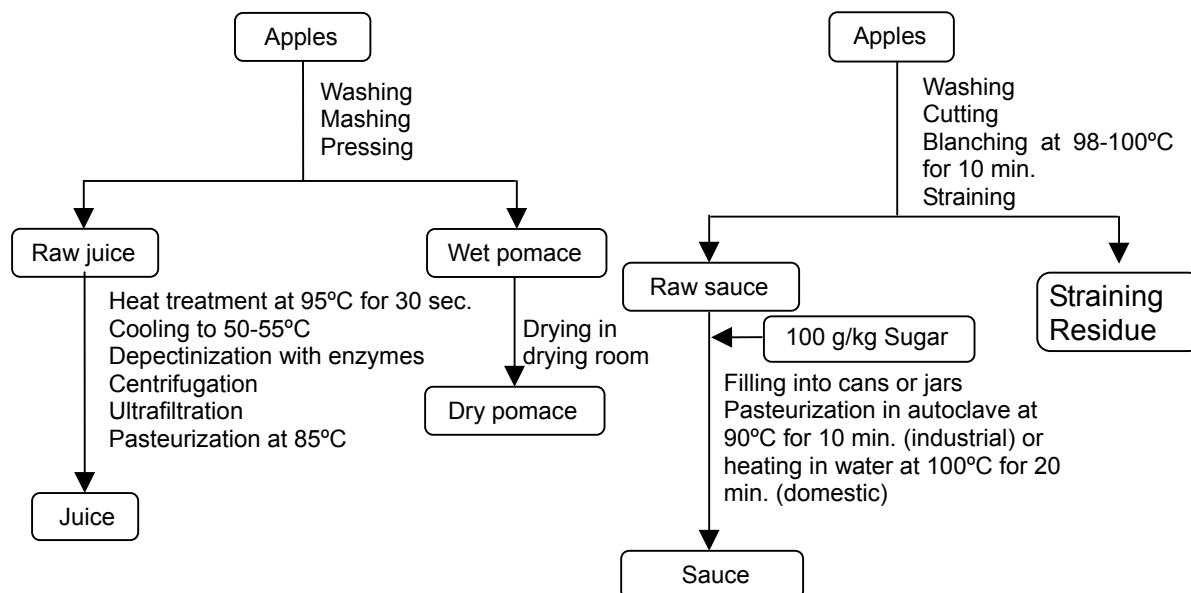 Apples
Washing
Mashing
Pressing
Raw juice
Wet pomace
Heat treatment at 95ºC for 30 sec.
Cooling to 50-55ºC
Depectinization with enzymes
Centrifugation
Ultrafiltration
Pasteurization at 85ºC
Drying in
drying room
Dry pomace
Juice
Apples
Washing
Cutting
Blanching at 98-100ºC
for 10 min.
Straining
Raw sauce
Straining
Residue
100 g/kg Sugar
Filling into cans or jars
Pasteurization in autoclave at
90ºC for 10 min. (industrial) or
heating in water at 100ºC for 20
min. (domestic)
Sauce